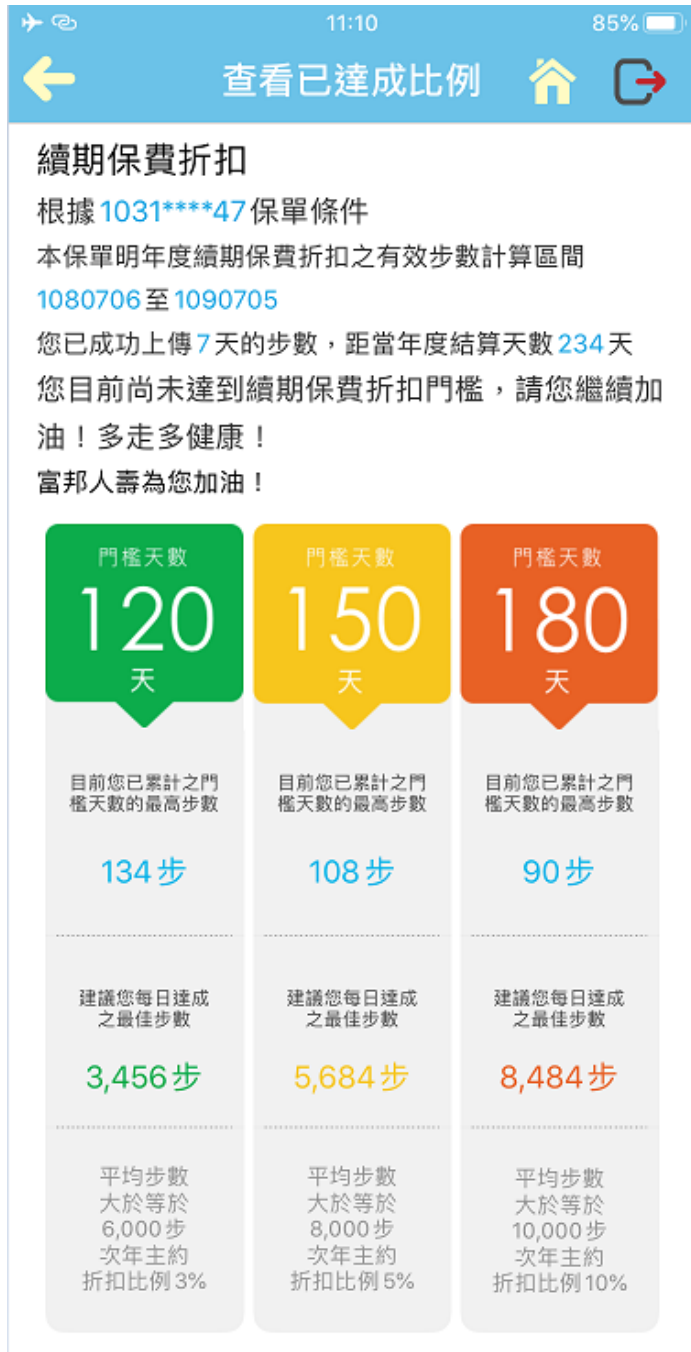 11:10
85%
查看已達成比例
續期保費折扣
根據1031****47保單條件
本保單明年度續期保費折扣之有效步數計算區間
1080706至1090705
您已成功上傳7天的步數，距當年度結算天數234天
您目前尚未達到續期保費折扣門檻，請您繼續加
油！多走多健康！
富邦人壽為您加油！
門檻天數
120
天
目前您已累計之門
檻天數的最高步數
134步
建議您每日達成
之最佳步數
3,456步
平均步數
大於等於
6,000步
次年主約
折扣比例3%
門檻天數
150
天
目前您已累計之門
檻天數的最高步數
108步
建議您每日達成
之最佳步數
5,684步
平均步數
大於等於
8,000步
次年主約
折扣比例5%
門檻天數
180
天
目前您已累計之門
檻天數的最高步數
90步
建議您每日達成
之最佳步數
8,484步
平均步數
大於等於
10,000步
次年主約
折扣比例10%